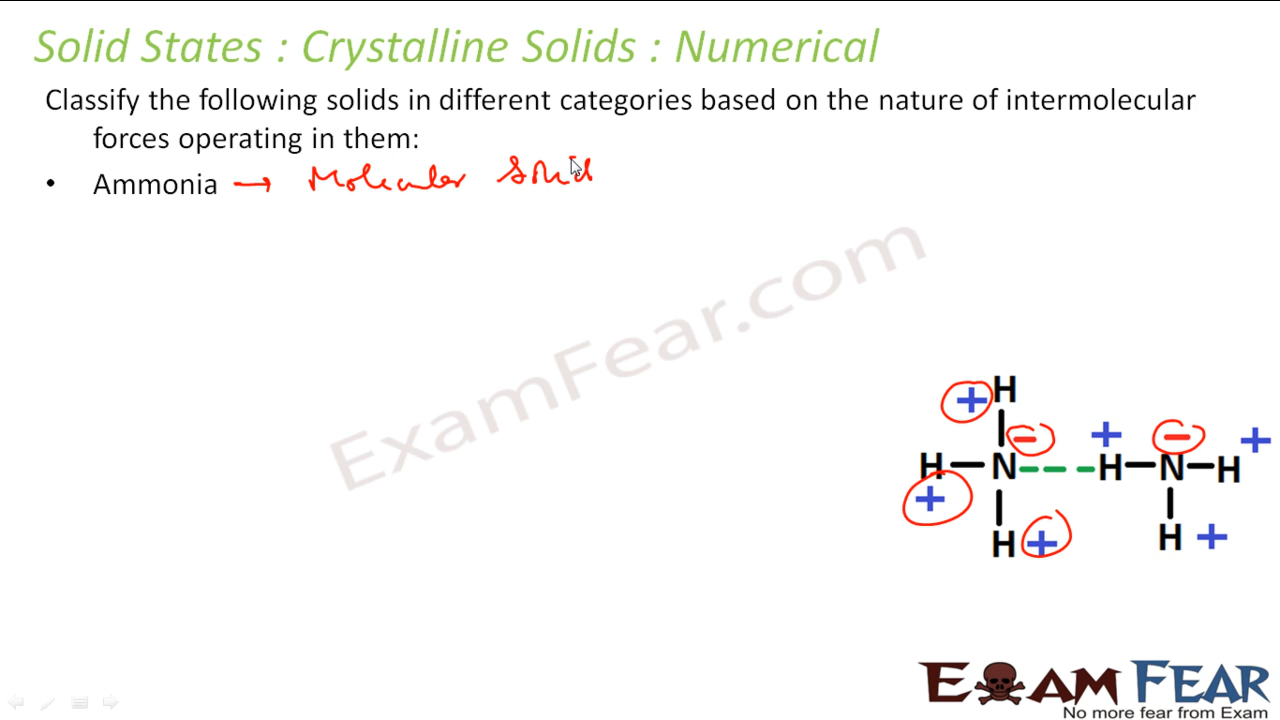 Solid States : Crystalline Solids : Numerical
Classify the following solids in different categories based on the nature of intermolecular
forces operating in them:
• Ammonia → Molecular Solid
ExamFear.com
+ H
−
+ − +
H — N - - - H — N — H
+
H + H +
EXAM FEAR
No more fear from Exam